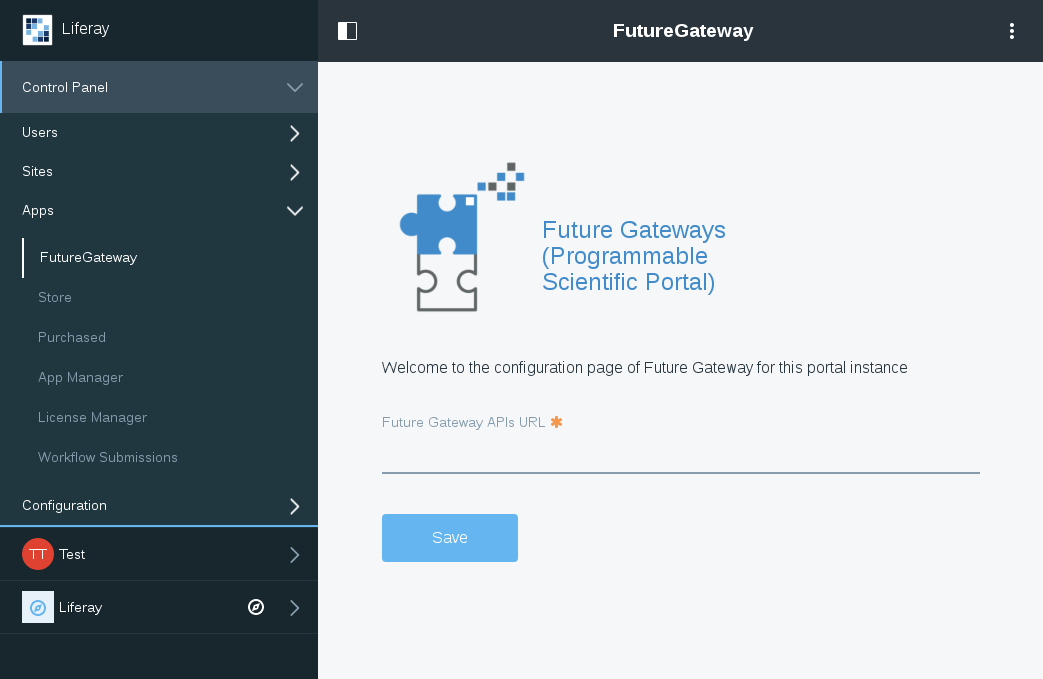 Liferay
Control Panel
Users
Sites
Apps
FutureGateway
Store
Purchased
App Manager
License Manager
Workflow Submissions
Configuration
TT Test
Liferay
FutureGateway
Future Gateways
(Programmable
Scientific Portal)
Welcome to the configuration page of Future Gateway for this portal instance
Future Gateway APIs URL ✱
Save